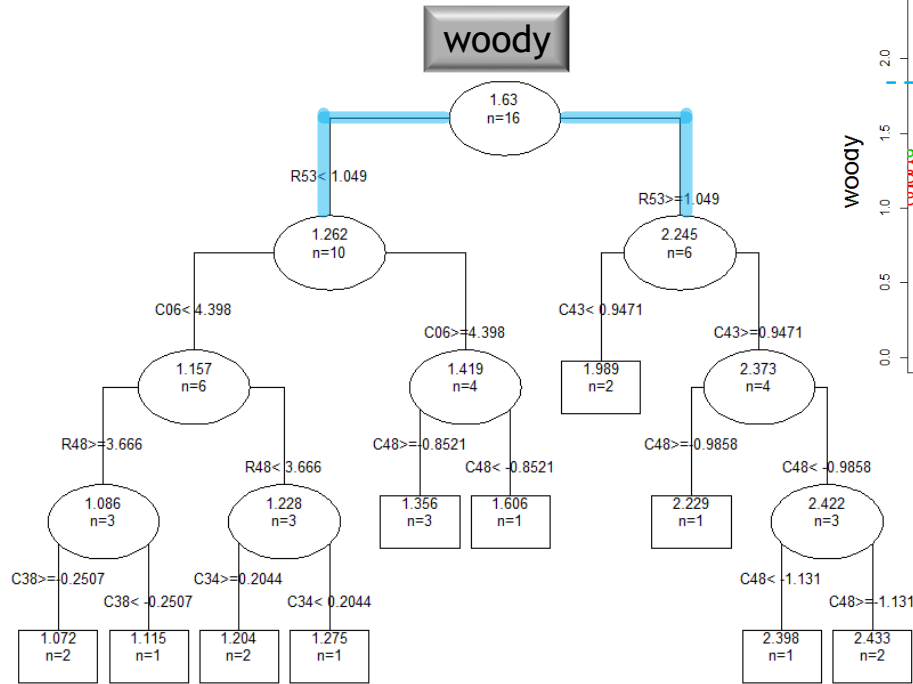 woody
1.63
n=16
R53< 1.049
R53>=1.049
1.262
n=10
2.245
n=6
C06< 4.398
C06>=4.398
C43< 0.9471
C43>=0.9471
1.157
n=6
1.419
n=4
1.989
n=2
2.373
n=4
R48>=3.666
R48< 3.666
C48>=-0.8521
C48< -0.8521
C48>=-0.9858
C48< -0.9858
1.086
n=3
1.228
n=3
1.356
n=3
1.606
n=1
2.229
n=1
2.422
n=3
C38>=-0.2507
C38< -0.2507
C34>=0.2044
C34< 0.2044
C48< -1.131
C48>=-1.131
1.072
n=2
1.115
n=1
1.204
n=2
1.275
n=1
2.398
n=1
2.433
n=2
woody
2.0
1.5
1.0
0.5
0.0